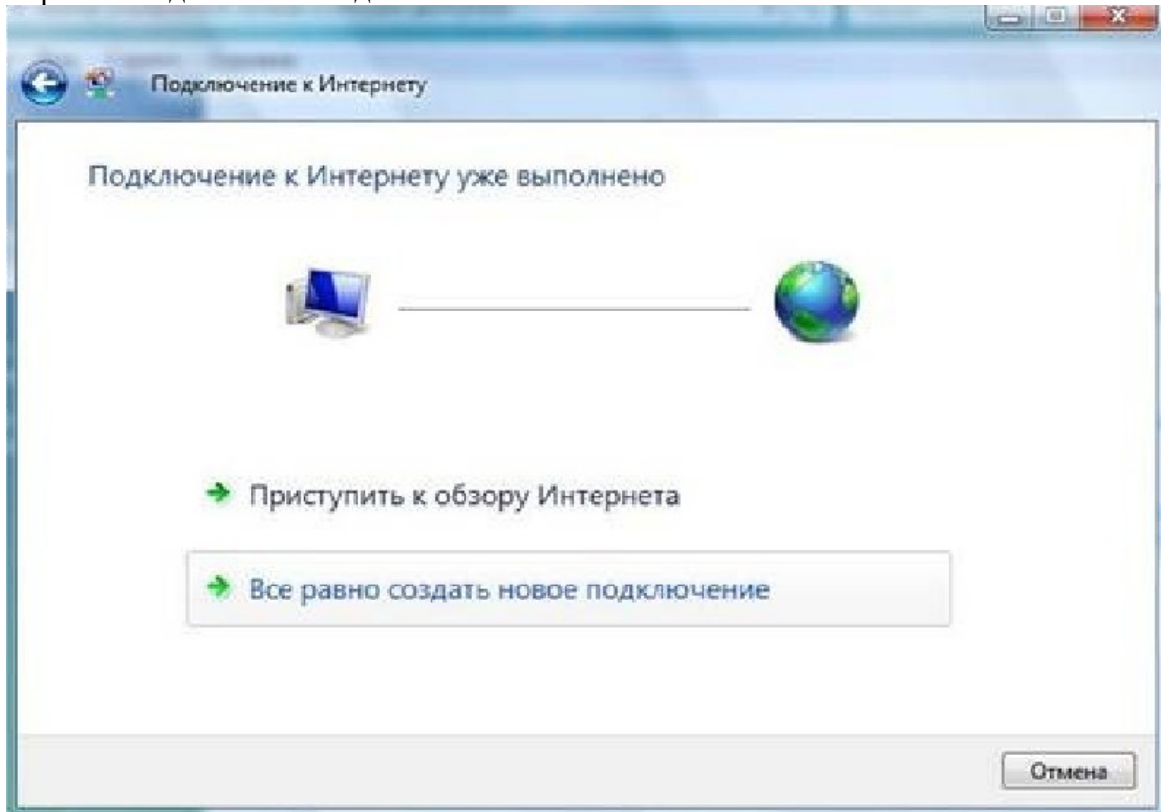 Подключение к Интернету
Подключение к Интернету уже выполнено
Приступить к обзору Интернета
Все равно создать новое подключение
Отмена